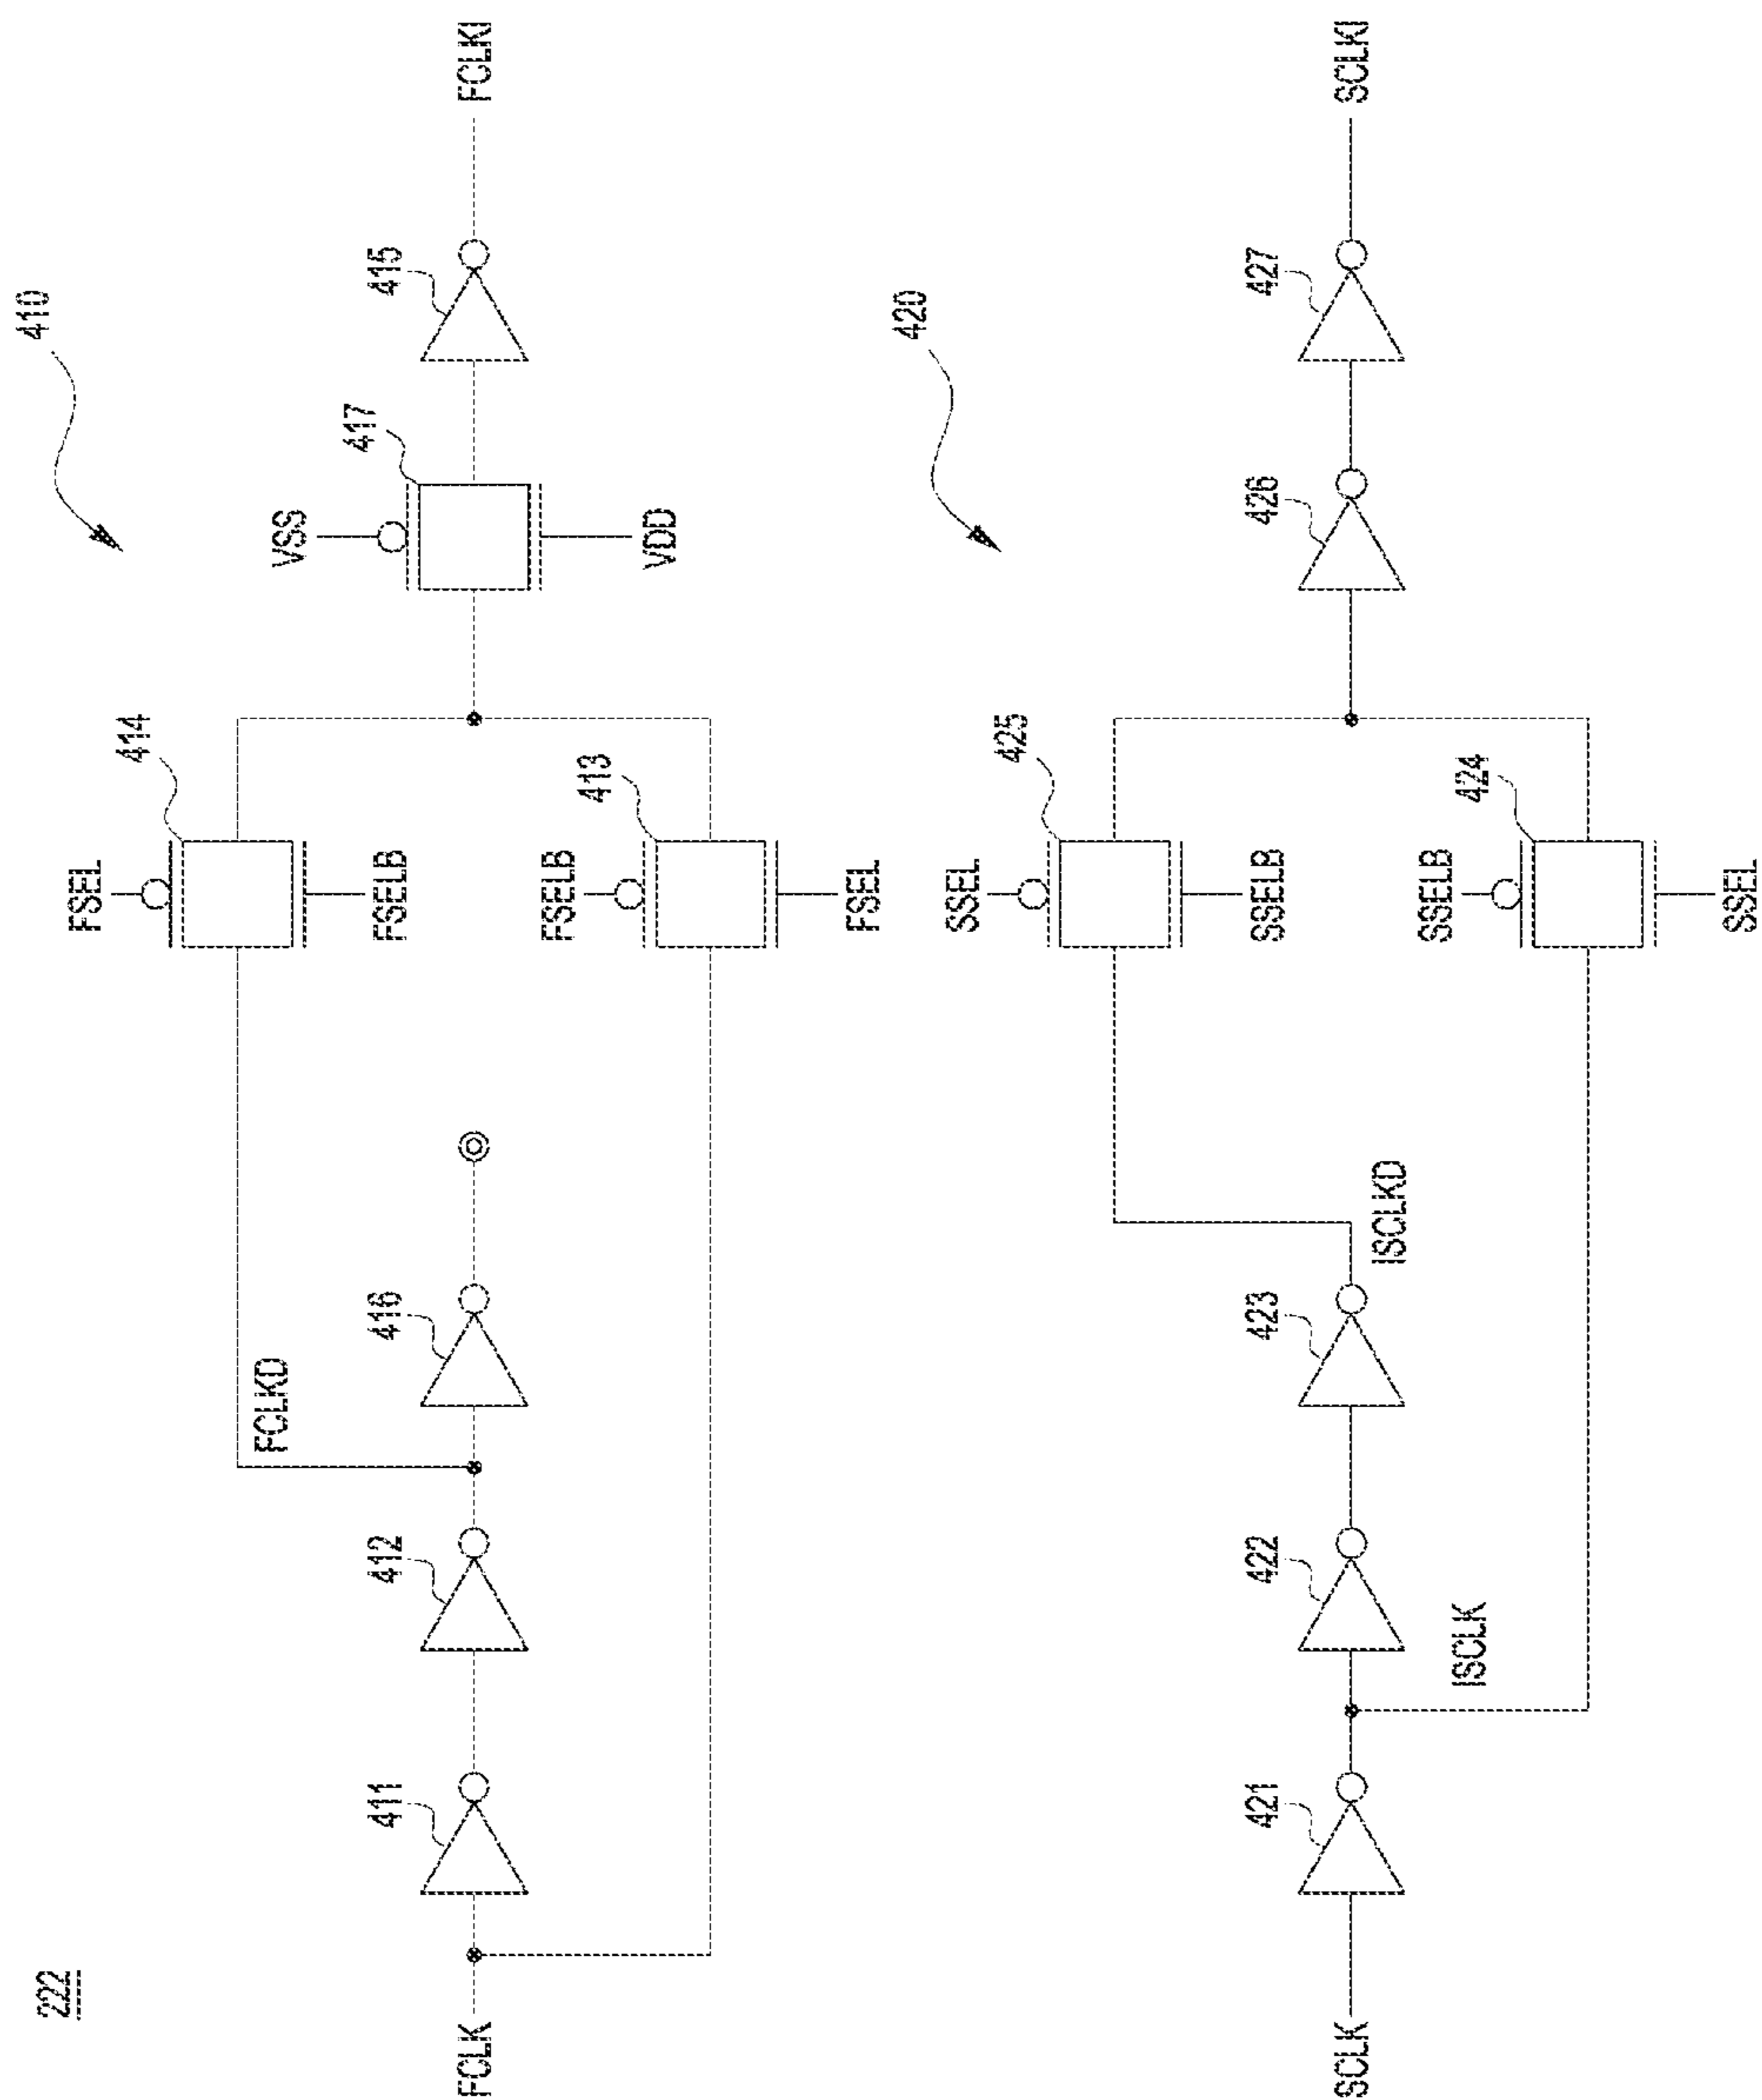 222
410
FCLK
411
412
FCLKD
416
FSEL
414
FSELB
FSELB
413
FSEL
VSS
417
VDD
415
FCLKI
420
SCLK
421
ISCLK
422
423
ISCLKD
SSEL
425
SSELB
SSELB
424
SSEL
426
427
SCLKI